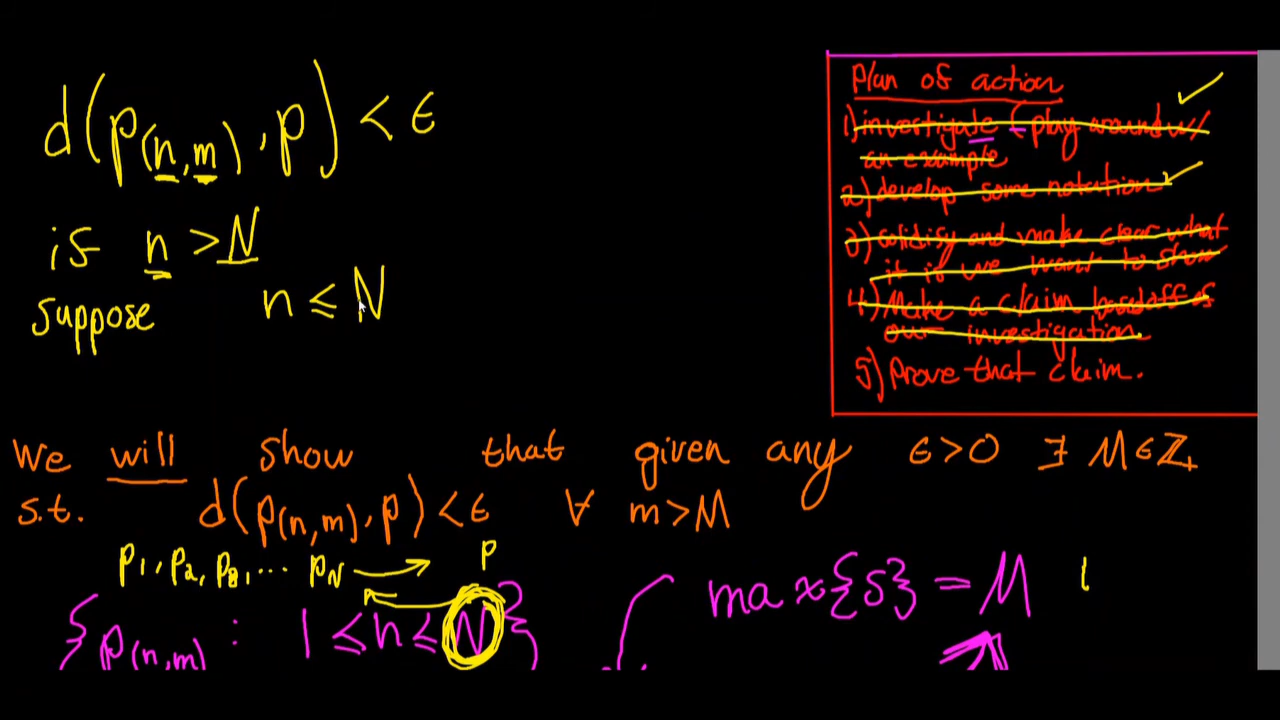 d(p(n,m), p) < ϵ
is n > N
suppose n ≤ N
Plan of action
1) investigate (play around w/
an example
2) develop some notation
3) solidify and make clear what
it is we want to show
4) Make a claim based off of
our investigation.
5) Prove that claim.
We will show that given any ϵ>0 ∃ M∈ℤ₊
s.t. d(p(n,m), p) < ϵ ∀ m>M
p₁, p₂, p₃, ... p_N → p
{p(n,m) : 1 ≤ n ≤ N}
max{S} = M